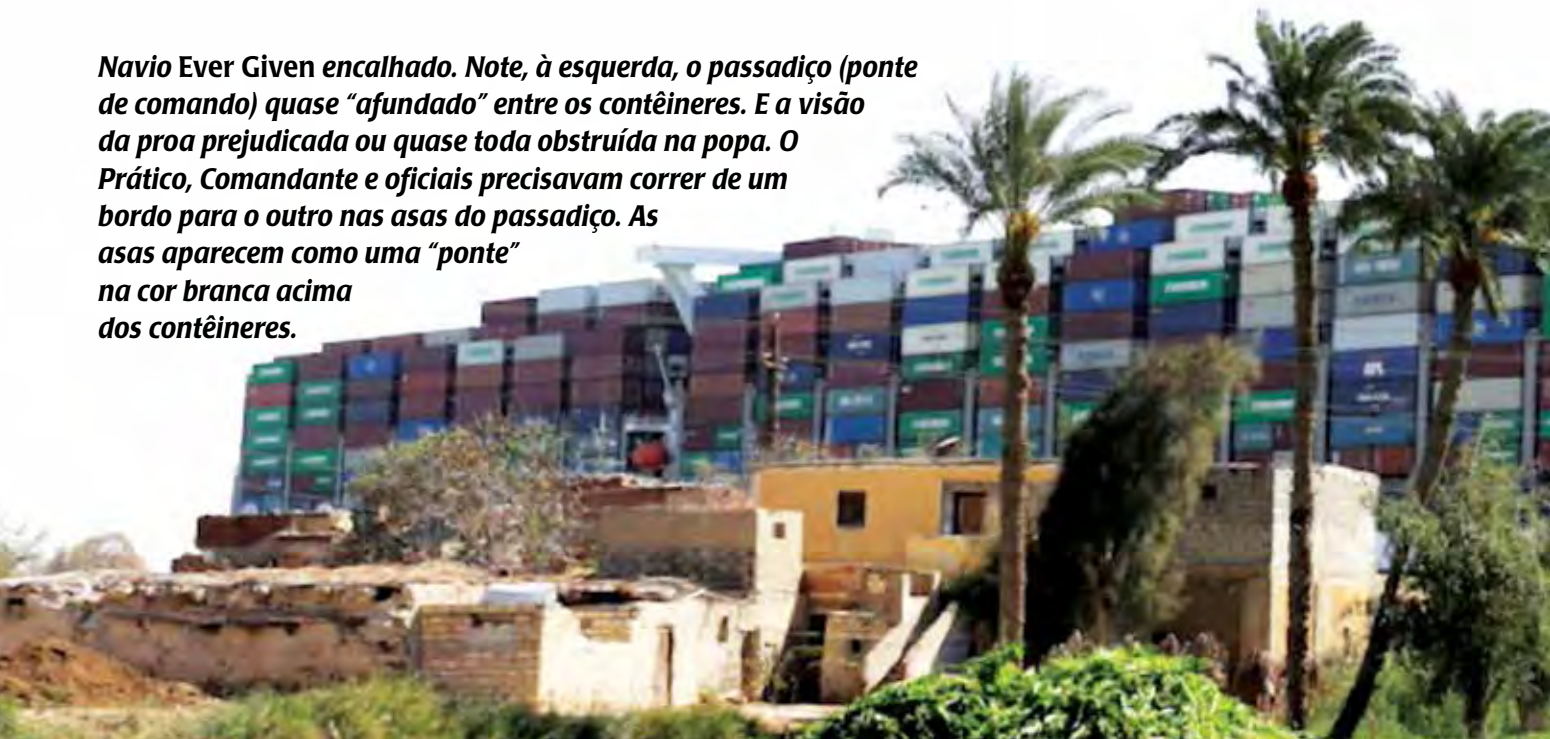 Navio Ever Given encalhado. Note, à esquerda, o passadiço (ponte
de comando) quase “afundado” entre os contêineres. E a visão
da proa prejudicada ou quase toda obstruída na popa. O
Prático, Comandante e oficiais precisavam correr de um
bordo para o outro nas asas do passadiço. As
asas aparecem como uma “ponte”
na cor branca acima
dos contêineres.